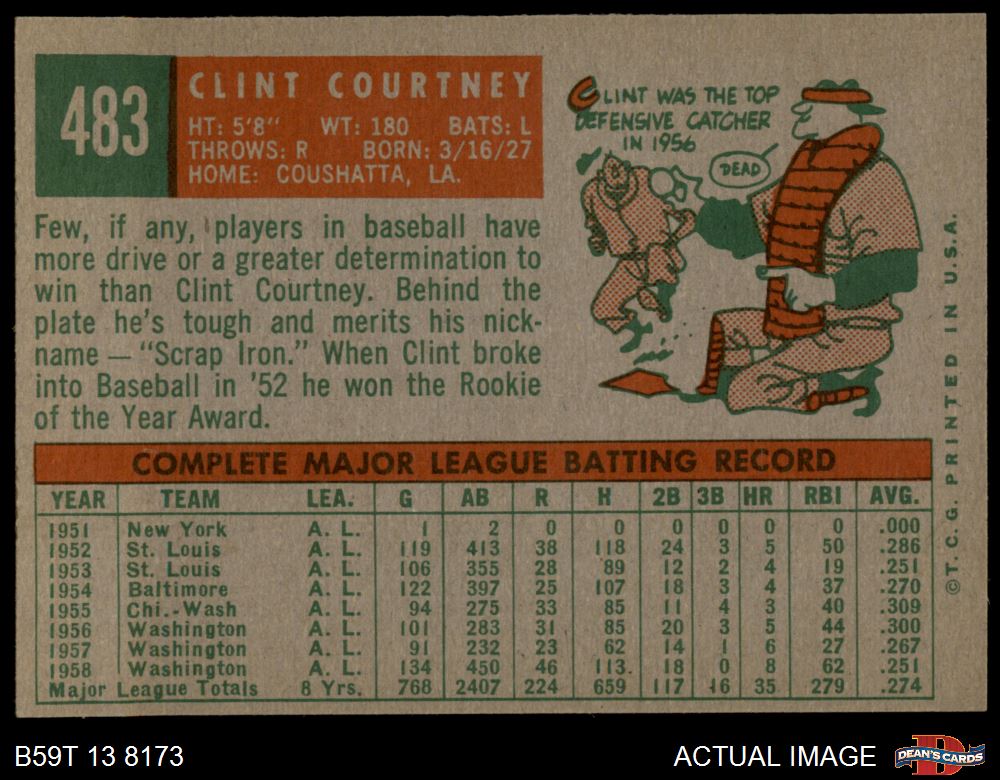 483
CLINT COURTNEY
HT: 5'8" WT: 180 BATS: L
THROWS: R BORN: 3/16/27
HOME: COUSHATTA, LA.
CLINT WAS THE TOP
DEFENSIVE CATCHER
IN 1956
DEAD
Few, if any, players in baseball have
more drive or a greater determination to
win than Clint Courtney. Behind the
plate he's tough and merits his nick-
name — "Scrap Iron." When Clint broke
into Baseball in '52 he won the Rookie
of the Year Award.
COMPLETE MAJOR LEAGUE BATTING RECORD
YEAR TEAM LEA. G AB R H 2B 3B HR RBI AVG.
1951 New York A. L. 1 2 0 0 0 0 0 0 .000
1952 St. Louis A. L. 119 413 38 118 24 3 5 50 .286
1953 St. Louis A. L. 106 355 28 89 12 2 4 19 .251
1954 Baltimore A. L. 122 397 25 107 18 3 4 37 .270
1955 Chi.-Wash A. L. 94 275 33 85 11 4 3 40 .309
1956 Washington A. L. 101 283 31 85 20 3 5 44 .300
1957 Washington A. L. 91 232 23 62 14 1 6 27 .267
1958 Washington A. L. 134 450 46 113. 18 0 8 62 .251
Major League Totals 8 Yrs. 768 2407 224 659 117 16 35 279 .274
©T. C. G. PRINTED IN U.S.A.
B59T 13 8173
ACTUAL IMAGE
D
DEAN'S CARDS